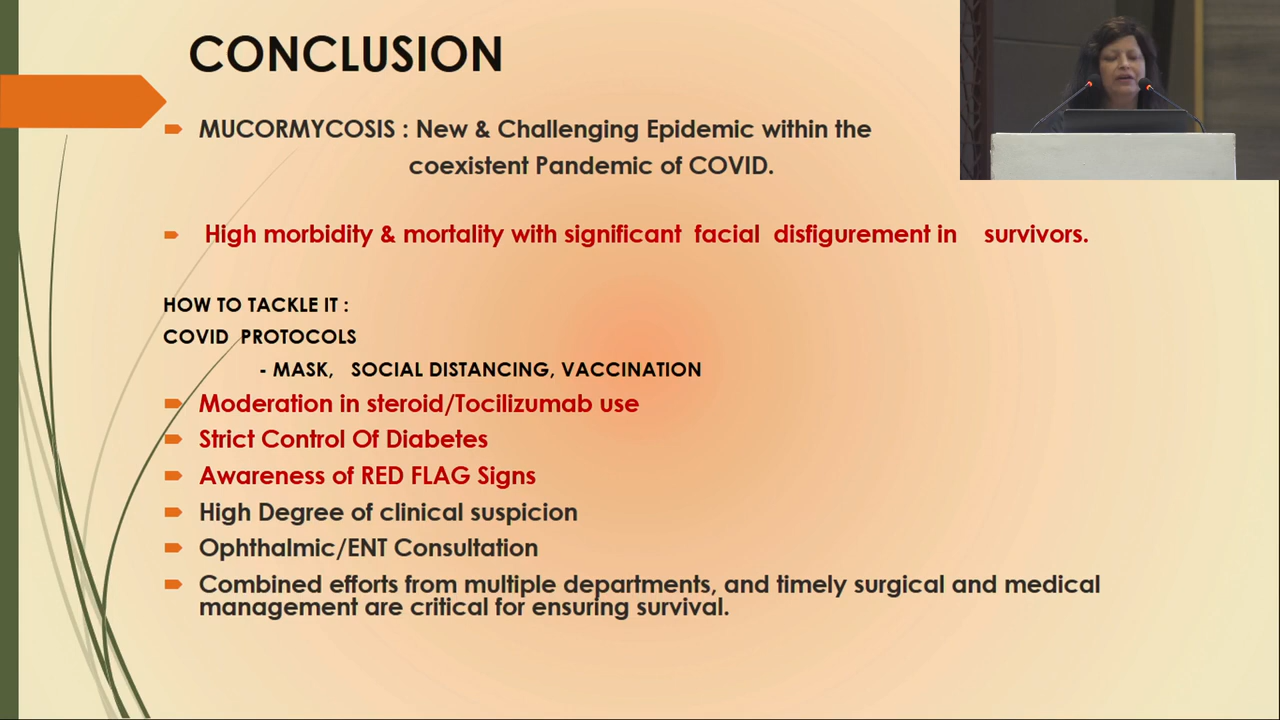 CONCLUSION
MUCORMYCOSIS : New & Challenging Epidemic within the
coexistent Pandemic of COVID.
High morbidity & mortality with significant facial disfigurement in survivors.
HOW TO TACKLE IT :
COVID PROTOCOLS
- MASK, SOCIAL DISTANCING, VACCINATION
Moderation in steroid/Tocilizumab use
Strict Control Of Diabetes
Awareness of RED FLAG Signs
High Degree of clinical suspicion
Ophthalmic/ENT Consultation
Combined efforts from multiple departments, and timely surgical and medical
management are critical for ensuring survival.